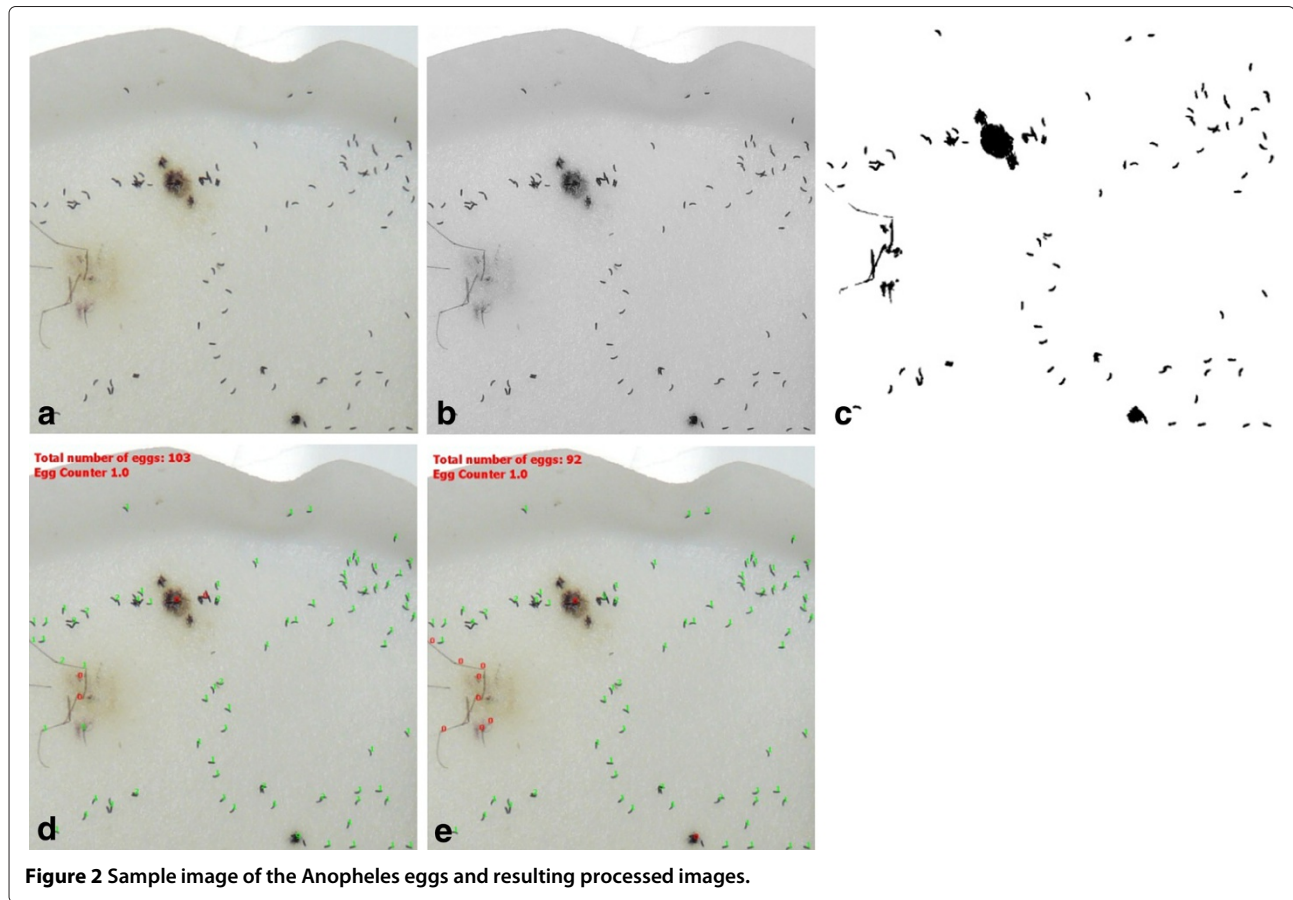 a
b
c
Total number of eggs: 103
Egg Counter 1.0
Total number of eggs: 92
Egg Counter 1.0
d
e
Figure 2 Sample image of the Anopheles eggs and resulting processed images.